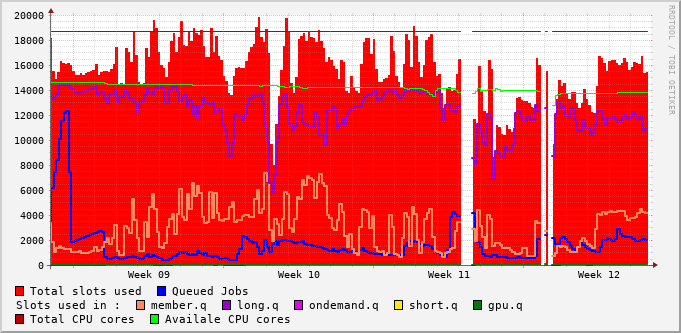 20000
18000
16000
14000
12000
10000
8000
6000
4000
2000
0
Week 09 Week 10 Week 11 Week 12
RRDTOOL / TOBI OETIKER
Total slots used Queued Jobs
Slots used in : member.q long.q ondemand.q short.q gpu.q
Total CPU cores Availale CPU cores